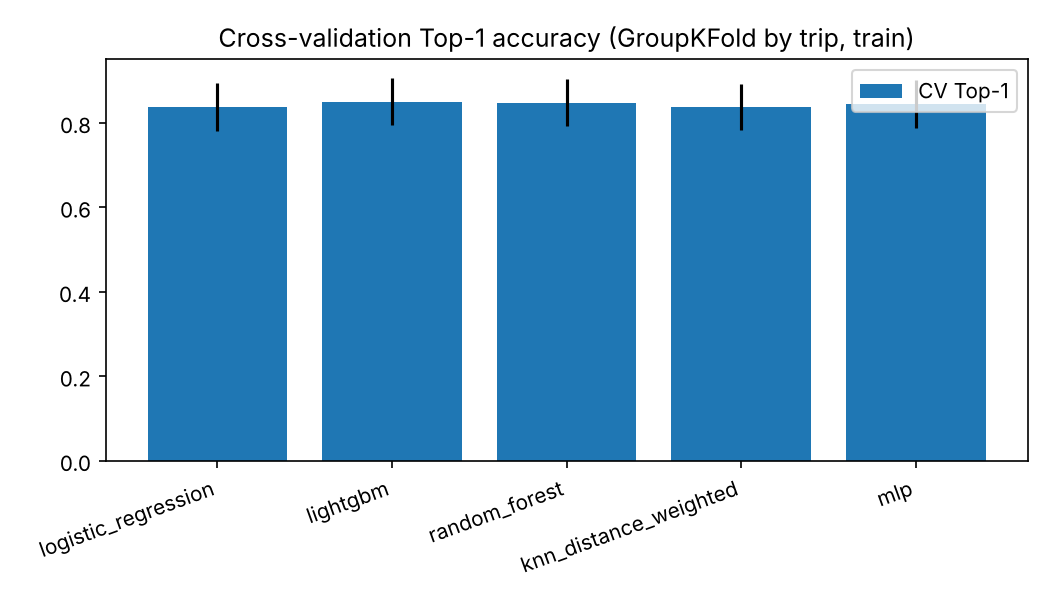 Cross-validation Top-1 accuracy (GroupKFold by trip, train)
CV Top-1
0.8
0.6
0.4
0.2
0.0
logistic_regression
lightgbm
random_forest
knn_distance_weighted
mlp